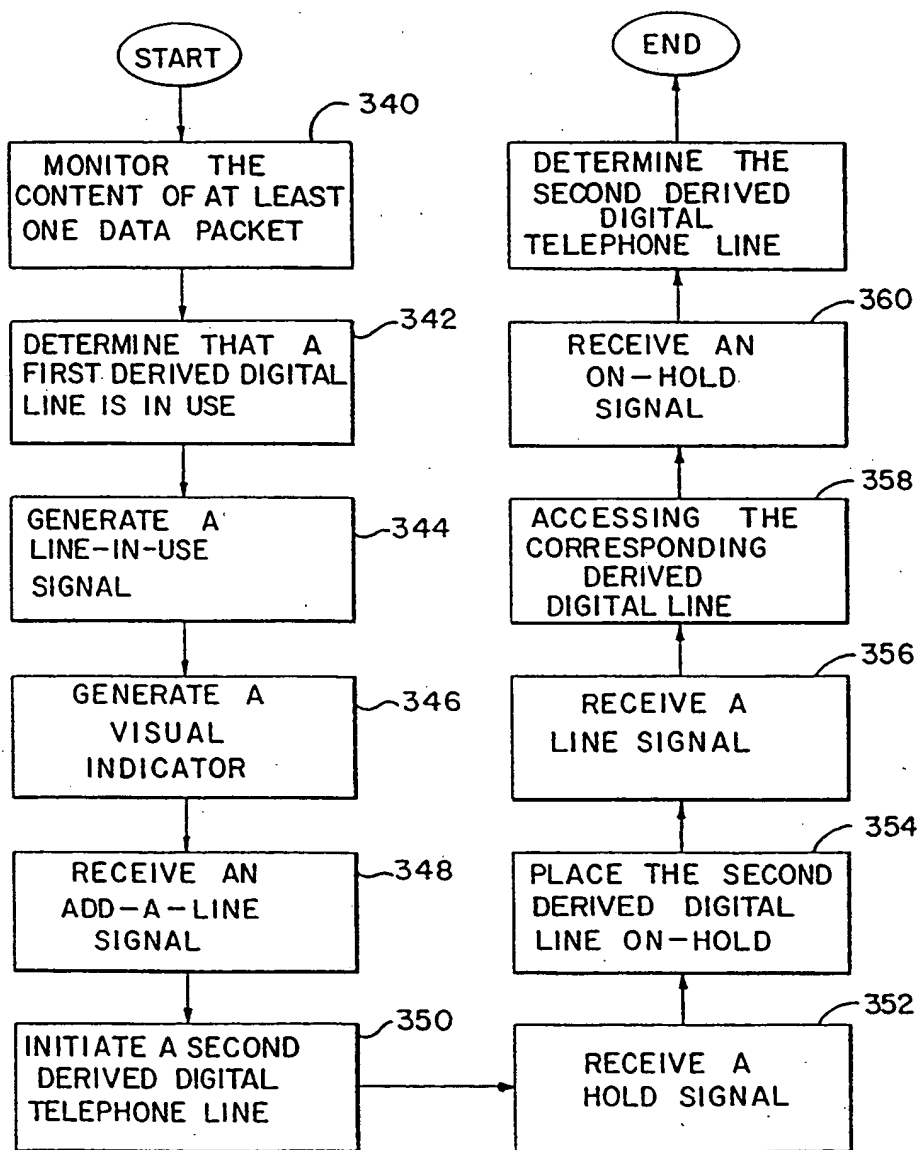 START
340
MONITOR THE
CONTENT OF AT LEAST
ONE DATA PACKET
342
DETERMINE THAT A
FIRST DERIVED DIGITAL
LINE IS IN USE
344
GENERATE A
LINE-IN-USE
SIGNAL
346
GENERATE A
VISUAL
INDICATOR
348
RECEIVE AN
ADD-A-LINE
SIGNAL
350
INITIATE A SECOND
DERIVED DIGITAL
TELEPHONE LINE
352
RECEIVE A
HOLD SIGNAL
354
PLACE THE SECOND
DERIVED DIGITAL
LINE ON-HOLD
356
RECEIVE A
LINE SIGNAL
358
ACCESSING THE
CORRESPONDING
DERIVED
DIGITAL LINE
360
RECEIVE AN
ON-HOLD
SIGNAL
DETERMINE THE
SECOND DERIVED
DIGITAL
TELEPHONE LINE
END